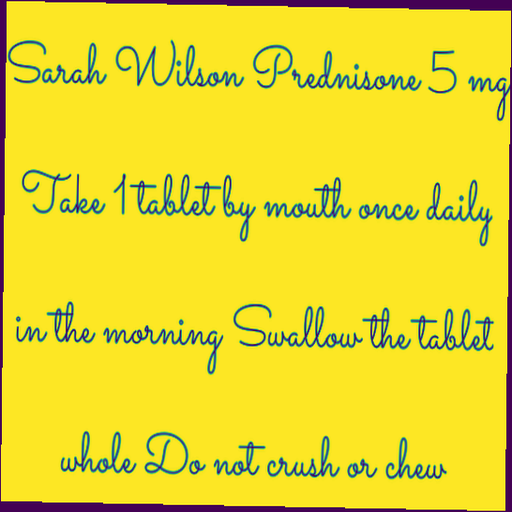 Sarah Wilson Prednisone 5 mg
Take 1 tablet by mouth once daily
in the morning Swallow the tablet
whole Do not crush or chew